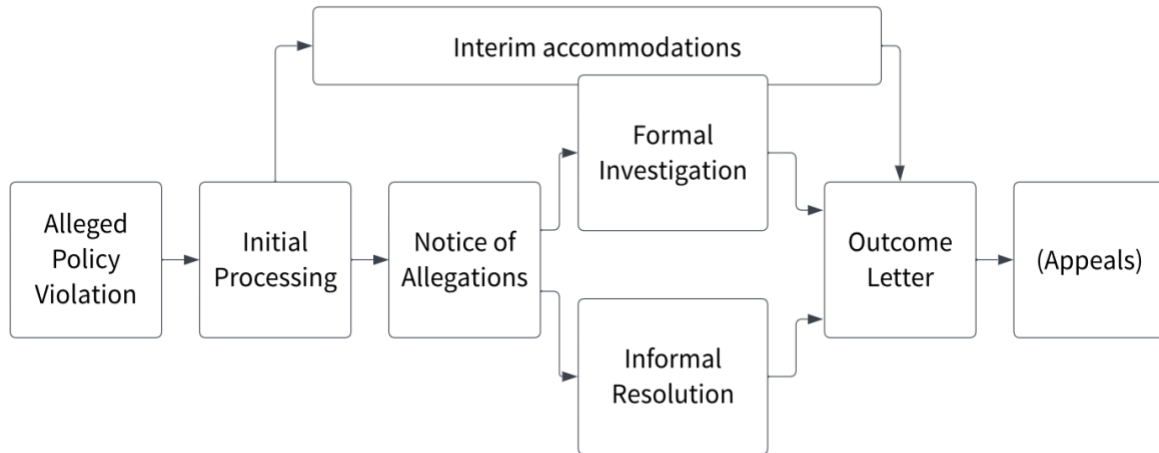 Interim accommodations
Formal
Investigation
Alleged
Policy
Violation
Initial
Processing
Notice of
Allegations
Outcome
Letter
(Appeals)
Informal
Resolution